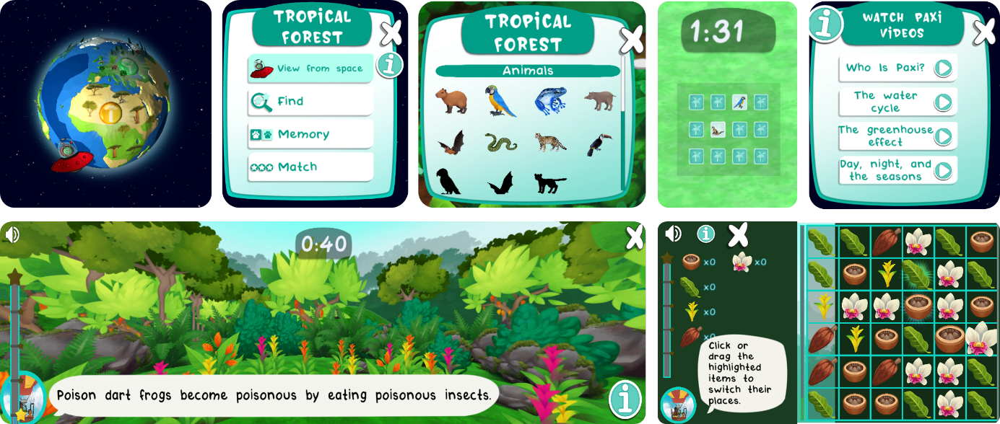 TROPICAL
FOREST
View from space
Find
Memory
Match
TROPICAL
FOREST
Animals
1:31
WATCH PAXI
VIDEOS
Who Is Paxi?
The water
cycle
The greenhouse
effect
Day, night, and
the seasons
0:40
Poison dart frogs become poisonous by eating poisonous insects.
x0
x0
x0
x0
x0
Click or
drag the
highlighted
items to
switch their
places.